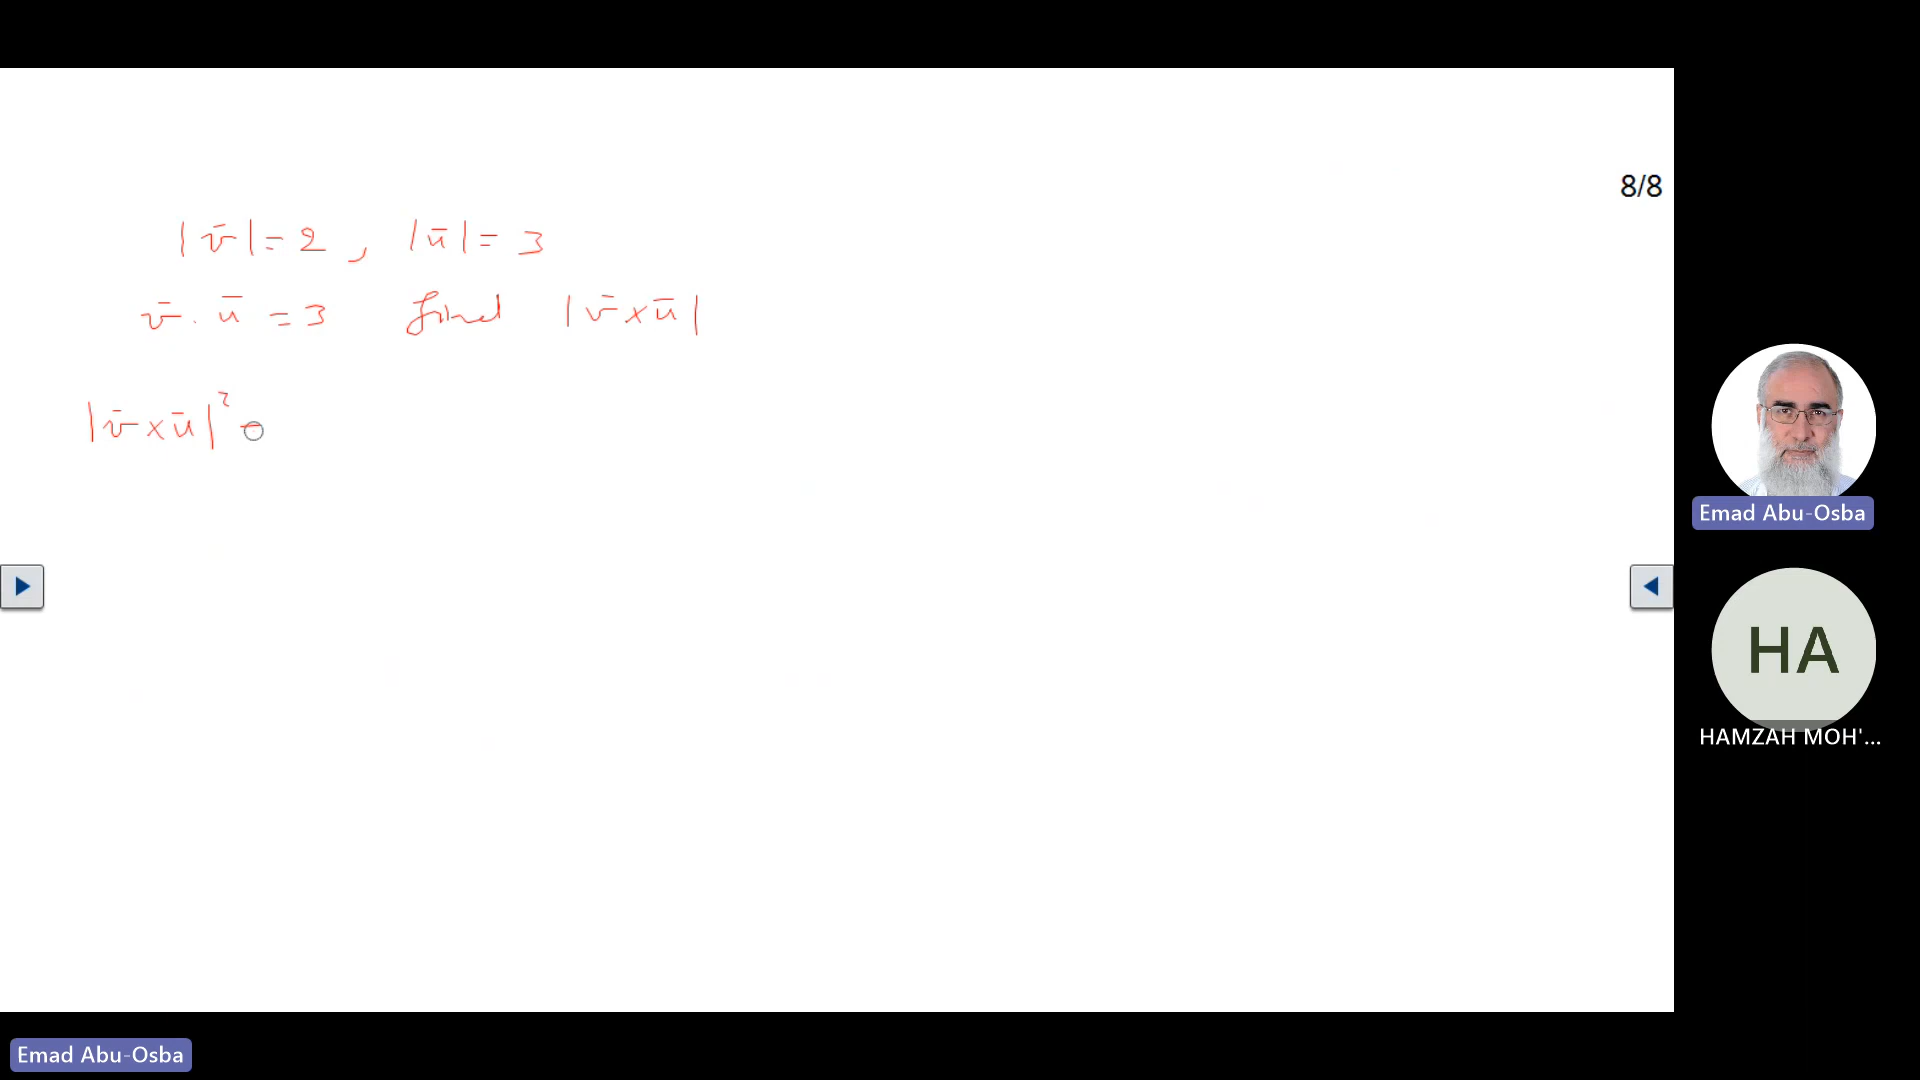 8/8
|v̄| = 2 , |ū| = 3
v̄ . ū = 3 find |v̄ × ū|
|v̄ × ū|² =
Emad Abu-Osba
HA
HAMZAH MOH'...
Emad Abu-Osba